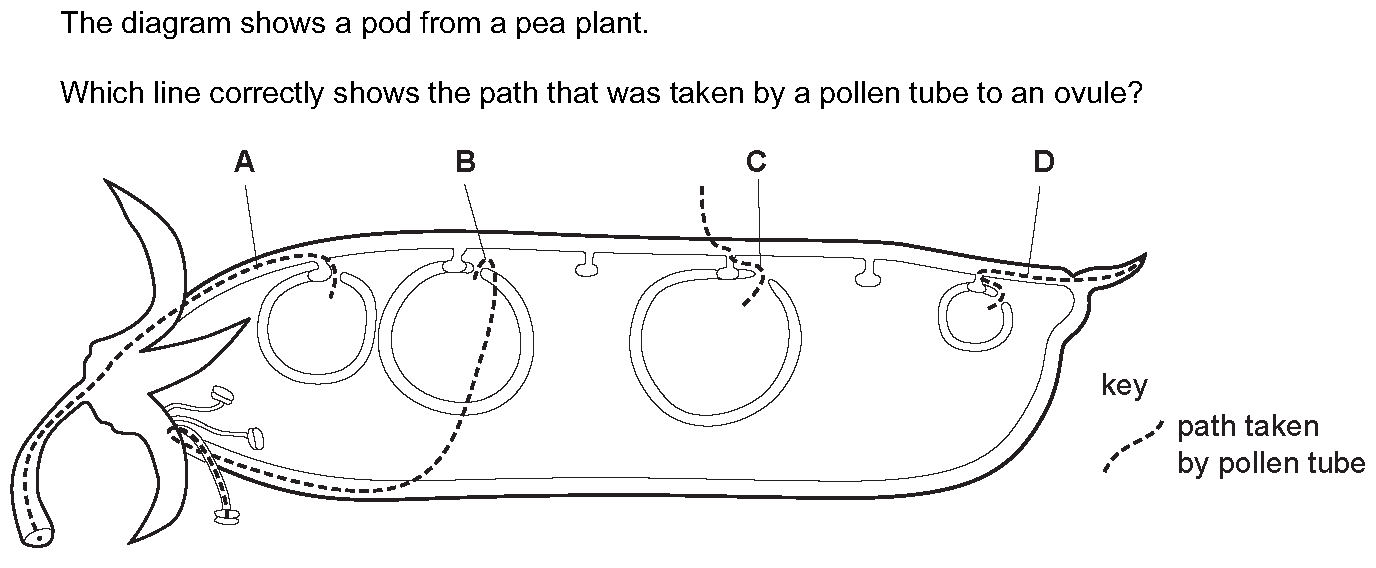 The diagram shows a pod from a pea plant.
Which line correctly shows the path that was taken by a pollen tube to an ovule?
A B C D
key
path taken
by pollen tube